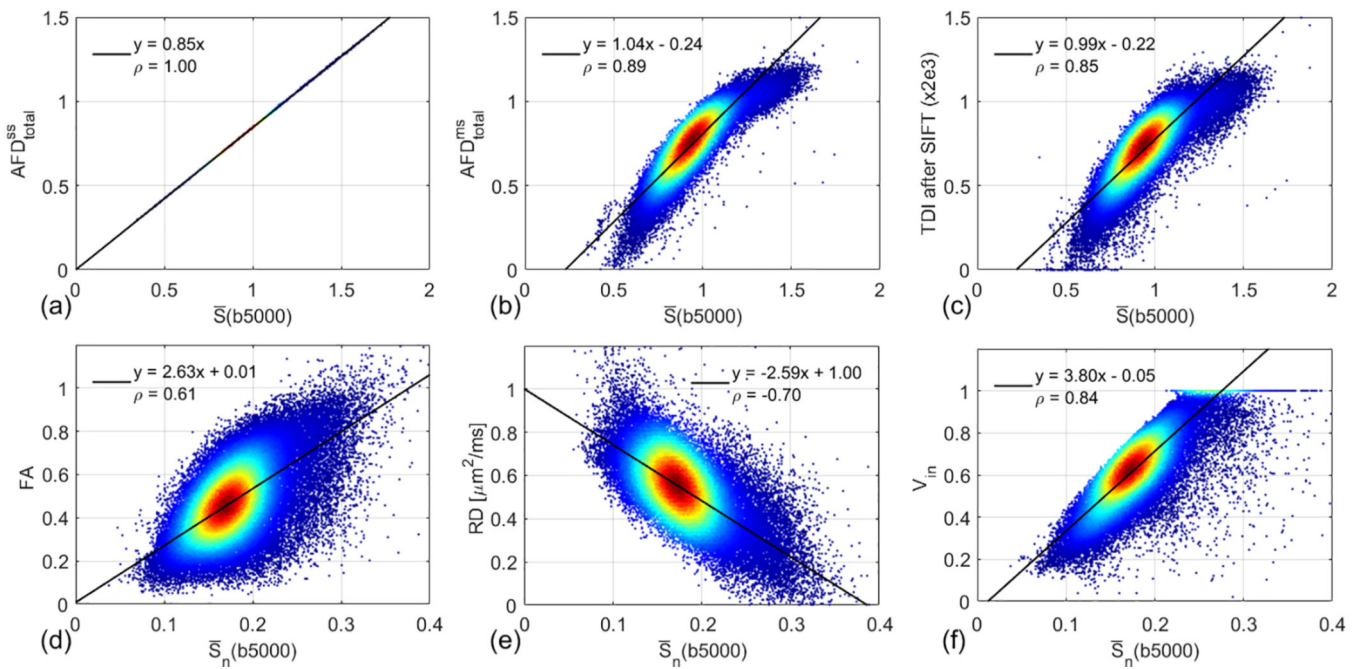 1.5
1
0.5
0
AFD^ss_total
y = 0.85x
ρ = 1.00
0 0.5 1 1.5 2
S̅(b5000)
(a)
1.5
1
0.5
0
AFD^ms_total
y = 1.04x - 0.24
ρ = 0.89
0 0.5 1 1.5 2
S̅(b5000)
(b)
1.5
1
0.5
0
TDI after SIFT (x2e3)
y = 0.99x - 0.22
ρ = 0.85
0 0.5 1 1.5 2
S̅(b5000)
(c)
1
0.8
0.6
0.4
0.2
0
FA
y = 2.63x + 0.01
ρ = 0.61
0 0.1 0.2 0.3 0.4
S̅_n(b5000)
(d)
1
0.8
0.6
0.4
0.2
0
RD [μm²/ms]
y = -2.59x + 1.00
ρ = -0.70
0 0.1 0.2 0.3 0.4
S̅_n(b5000)
(e)
1
0.8
0.6
0.4
0.2
0
V_in
y = 3.80x - 0.05
ρ = 0.84
0 0.1 0.2 0.3 0.4
S̅_n(b5000)
(f)